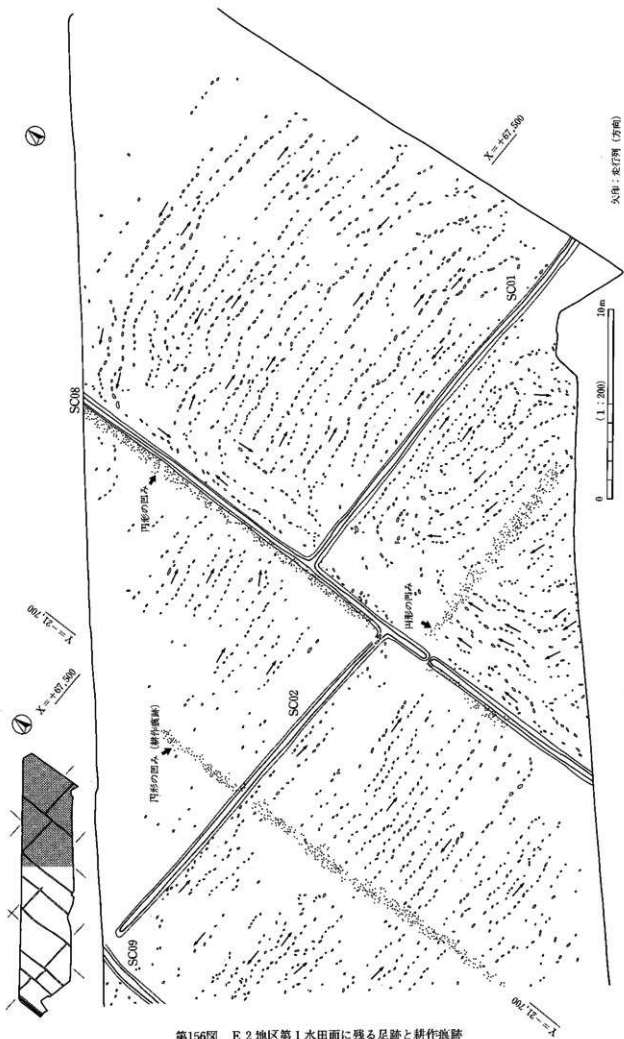 X=+67,500
Y=-21,700
SC08
円形の凹み
円形の凹み(耕作痕跡)
SC02
SC09
円形の凹み
SC01
X=+67,500
Y=-21,700
0
(1:200)
10m
矢印:走行列(方向)
第156図 E2地区第1水田面に残る足跡と耕作痕跡